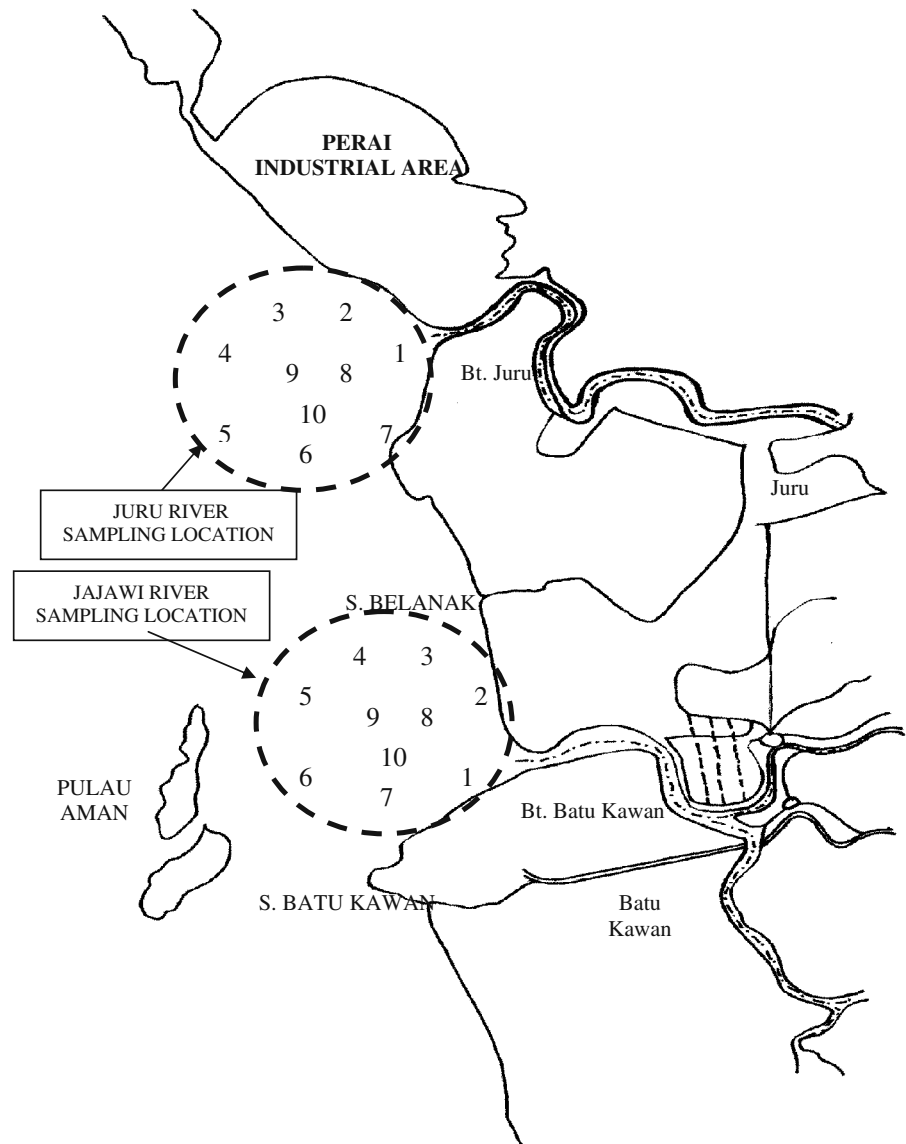 PERAI
INDUSTRIAL AREA
3 2
4 1
9 8
Bt. Juru
10
5 7
6
Juru
JURU RIVER
SAMPLING LOCATION
JAJAWI RIVER
SAMPLING LOCATION
S. BELANAK
4 3
5 2
9 8
10
6 1
7
PULAU
AMAN
Bt. Batu Kawan
S. BATU KAWAN
Batu
Kawan